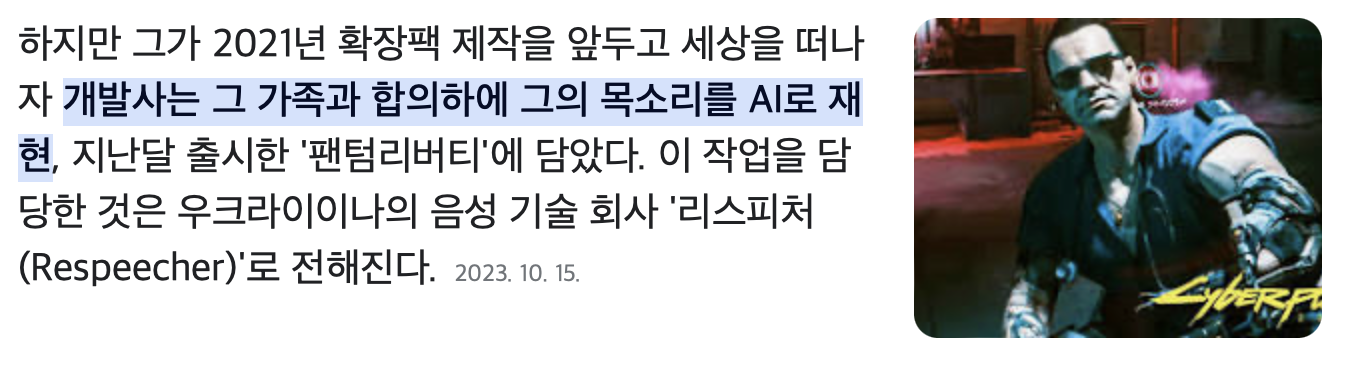 하지만 그가 2021년 확장팩 제작을 앞두고 세상을 떠나
자 개발사는 그 가족과 합의하에 그의 목소리를 AI로 재
현, 지난달 출시한 '팬텀리버티'에 담았다. 이 작업을 담
당한 것은 우크라이이나의 음성 기술 회사 '리스피처
(Respeecher)'로 전해진다. 2023. 10. 15.